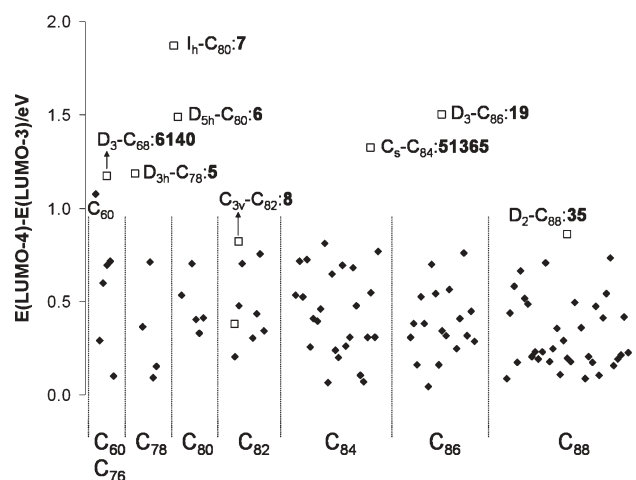 E(LUMO-4)-E(LUMO-3)/eV
2.0
1.5
1.0
0.5
0.0
Iₕ-C₈₀:7
D₅ₕ-C₈₀:6
D₃-C₈₆:19
D₃-C₆₈:6140
Cₛ-C₈₄:51365
D₃ₕ-C₇₈:5
C₆₀
C₃ᵥ-C₈₂:8
D₂-C₈₈:35
C₆₀ C₇₈ C₈₀ C₈₂ C₈₄ C₈₆ C₈₈
C₇₆